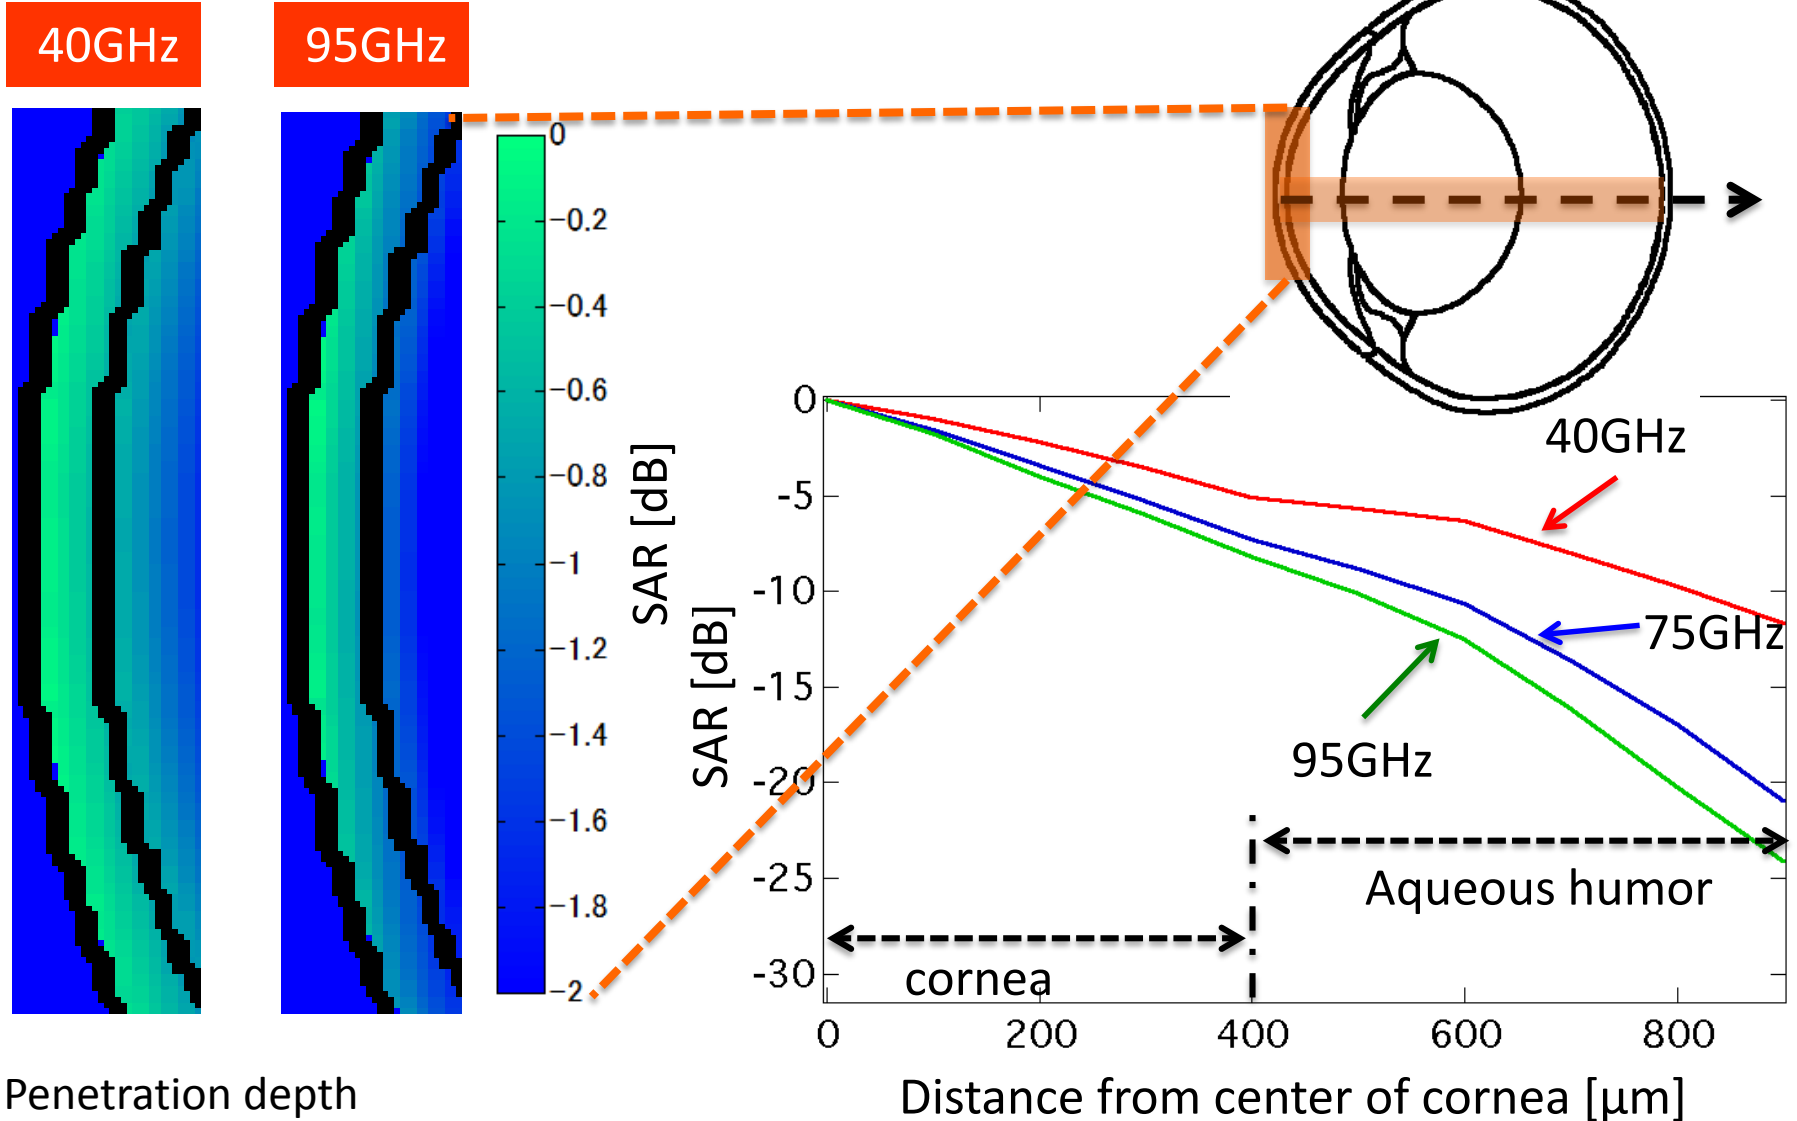 40GHz
95GHz
0
−0.2
−0.4
−0.6
−0.8
−1
−1.2
−1.4
−1.6
−1.8
−2
SAR [dB]
SAR [dB]
0
-5
-10
-15
-20
-25
-30
40GHz
75GHz
95GHz
Aqueous humor
cornea
0 200 400 600 800
Distance from center of cornea [µm]
Penetration depth